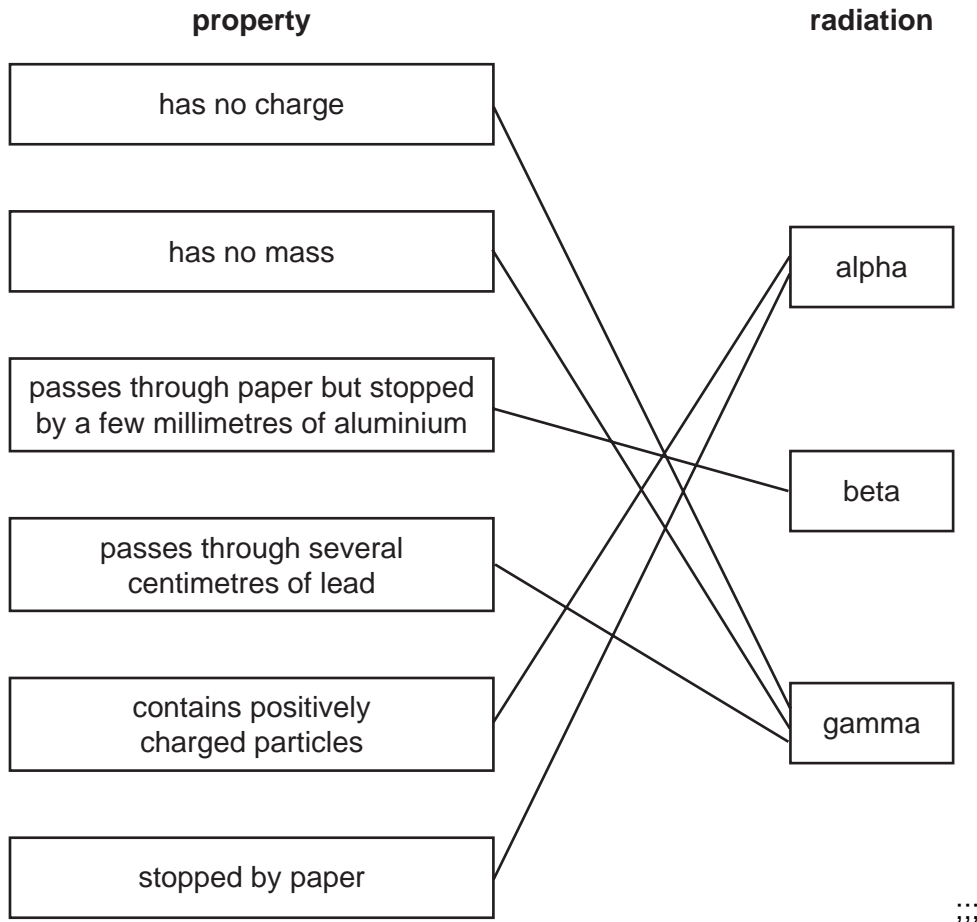 property
radiation
has no charge
has no mass
alpha
passes through paper but stopped
by a few millimetres of aluminium
beta
passes through several
centimetres of lead
contains positively
charged particles
gamma
stopped by paper
;;;